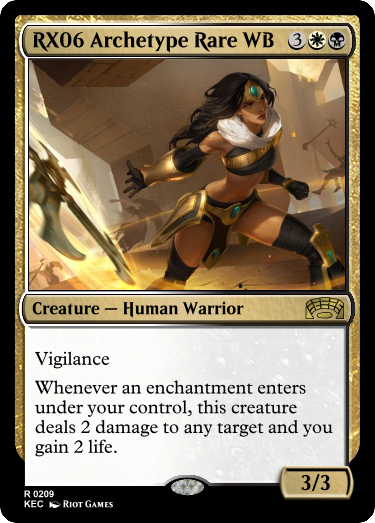 RX06 Archetype Rare WB 3
Creature — Human Warrior
Vigilance
Whenever an enchantment enters
under your control, this creature
deals 2 damage to any target and you
gain 2 life.
3/3
R 0209
KEC Riot Games